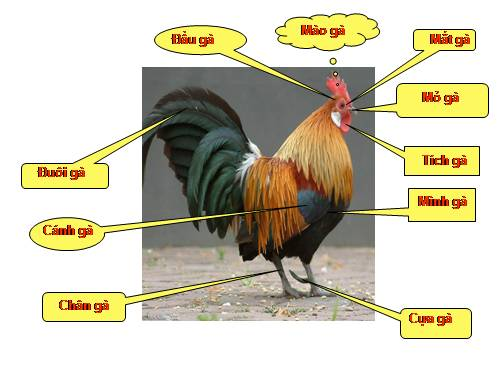 Mào gà
Đầu gà
Mắt gà
Mỏ gà
Tích gà
Đuôi gà
Mình gà
Cánh gà
Chân gà
Cựa gà